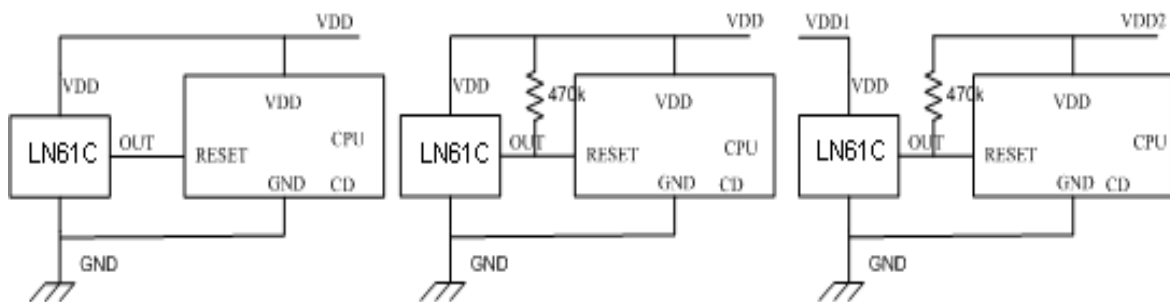 VDD
VDD
VDD
LN61C
OUT
RESET
CPU
GND
CD
GND
VDD
VDD
470k
VDD
LN61C
OUT
RESET
CPU
GND
CD
GND
VDD1
VDD2
VDD
470k
VDD
LN61C
OUT
RESET
CPU
GND
CD
GND